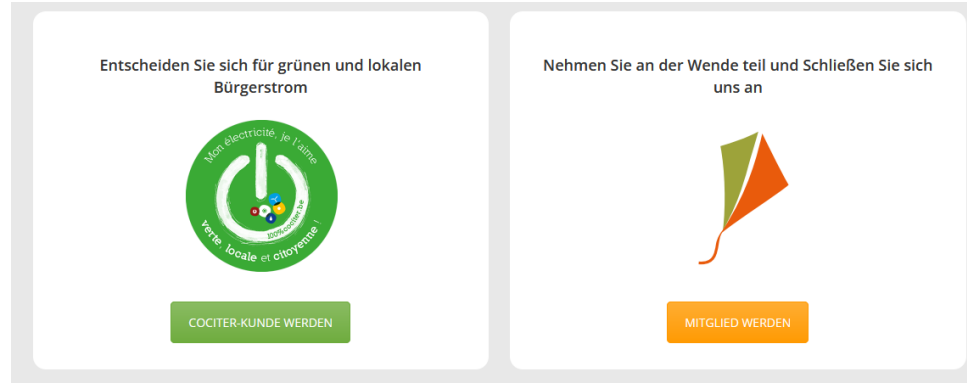 Entscheiden Sie sich für grünen und lokalen
Bürgerstrom
Mon électricité, je l'aime
100%cociter.be
verte, locale et citoyenne !
COCITER-KUNDE WERDEN
Nehmen Sie an der Wende teil und Schließen Sie sich
uns an
MITGLIED WERDEN